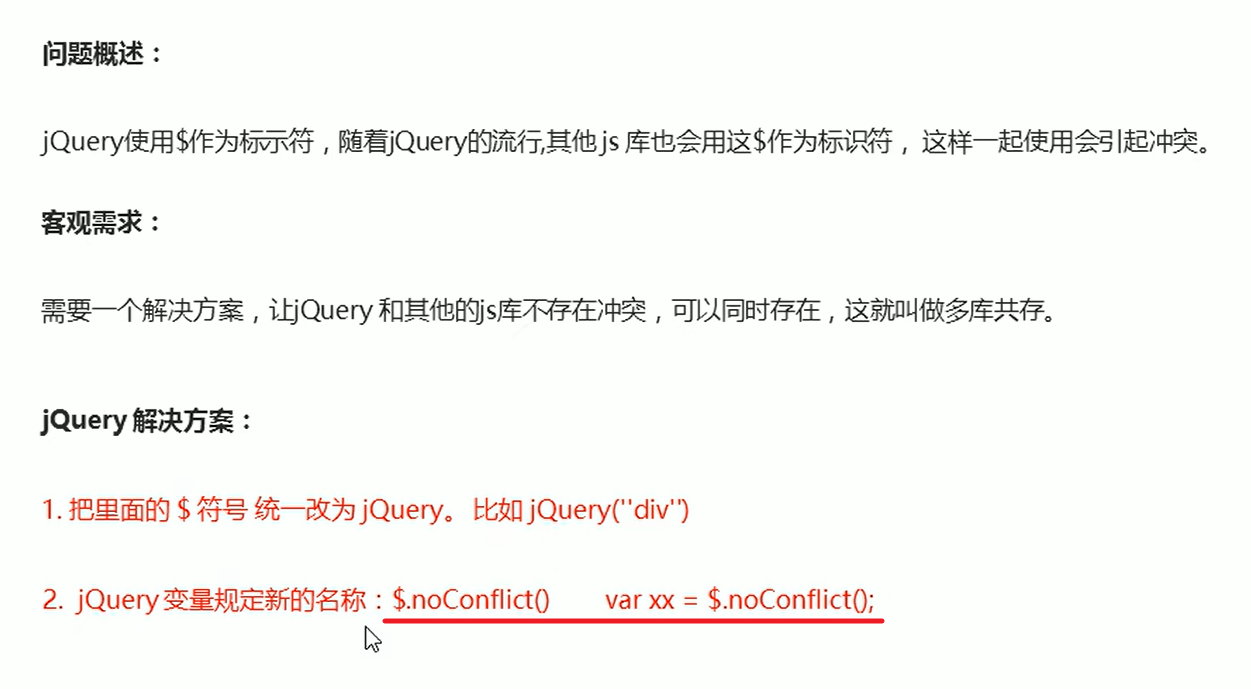 问题概述：
jQuery使用$作为标示符，随着jQuery的流行,其他 js 库也会用这$作为标识符， 这样一起使用会引起冲突。
客观需求：
需要一个解决方案，让jQuery 和其他的js库不存在冲突，可以同时存在，这就叫做多库共存。
jQuery 解决方案：
1. 把里面的 $ 符号 统一改为 jQuery。 比如 jQuery(''div'')
2. jQuery 变量规定新的名称：$.noConflict() var xx = $.noConflict();